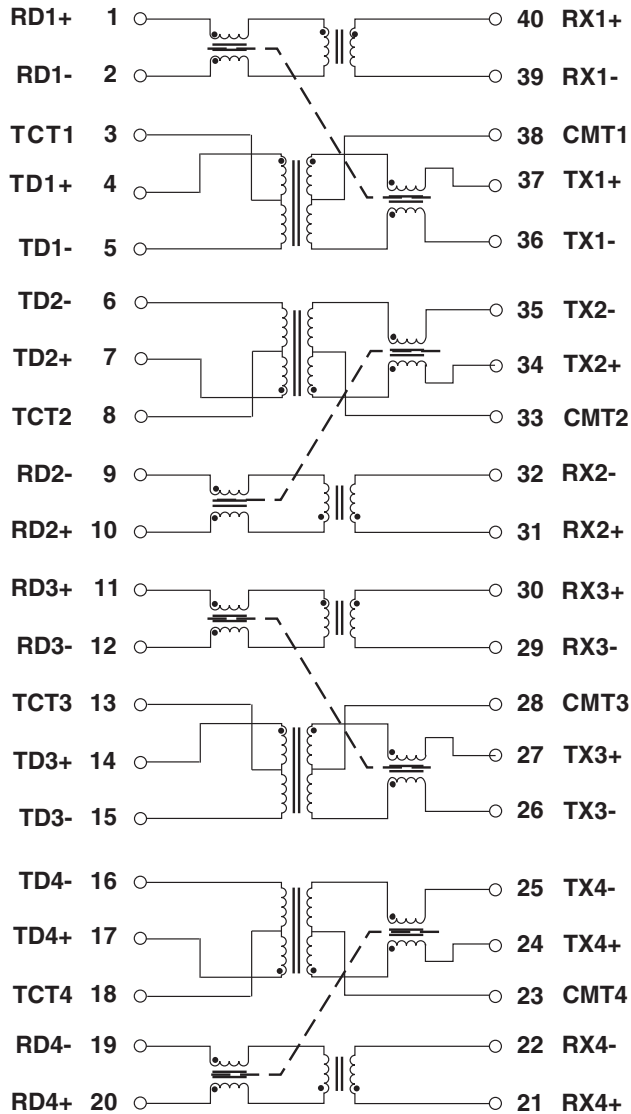 RD1+ 1 40 RX1+
RD1- 2 39 RX1-
TCT1 3 38 CMT1
TD1+ 4 37 TX1+
TD1- 5 36 TX1-
TD2- 6 35 TX2-
TD2+ 7 34 TX2+
TCT2 8 33 CMT2
RD2- 9 32 RX2-
RD2+ 10 31 RX2+
RD3+ 11 30 RX3+
RD3- 12 29 RX3-
TCT3 13 28 CMT3
TD3+ 14 27 TX3+
TD3- 15 26 TX3-
TD4- 16 25 TX4-
TD4+ 17 24 TX4+
TCT4 18 23 CMT4
RD4- 19 22 RX4-
RD4+ 20 21 RX4+